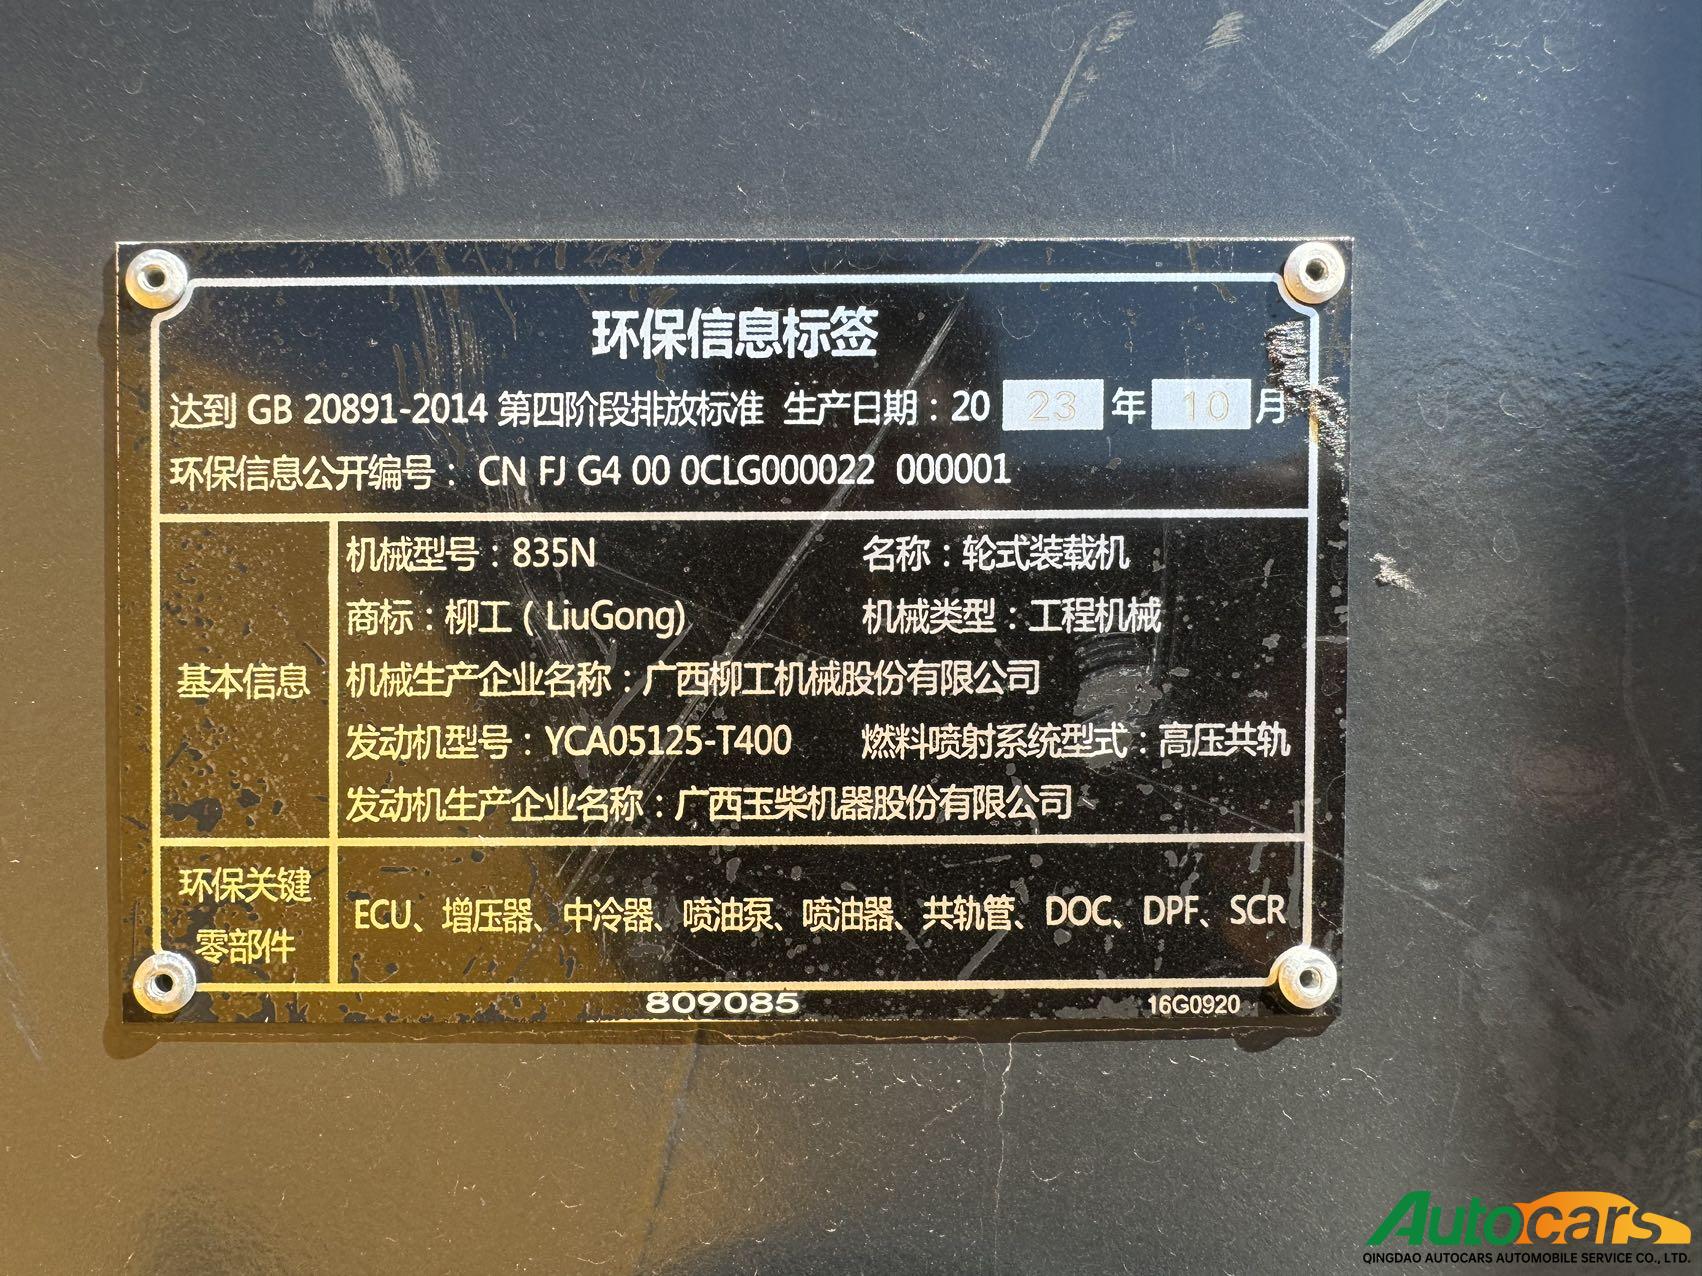 环保信息标签
达到 GB 20891-2014 第四阶段排放标准 生产日期：20 23 年 10 月
环保信息公开编号： CN FJ G4 00 0CLG000022 000001
基本信息
机械型号：835N 名称：轮式装载机
商标：柳工 ( LiuGong) 机械类型：工程机械
机械生产企业名称：广西柳工机械股份有限公司
发动机型号：YCA05125-T400 燃料喷射系统型式：高压共轨
发动机生产企业名称：广西玉柴机器股份有限公司
环保关键
零部件
ECU、增压器、中冷器、喷油泵、喷油器、共轨管、DOC、DPF、SCR
809085 16G0920
Autocars
QINGDAO AUTOCARS AUTOMOBILE SERVICE CO., LTD.